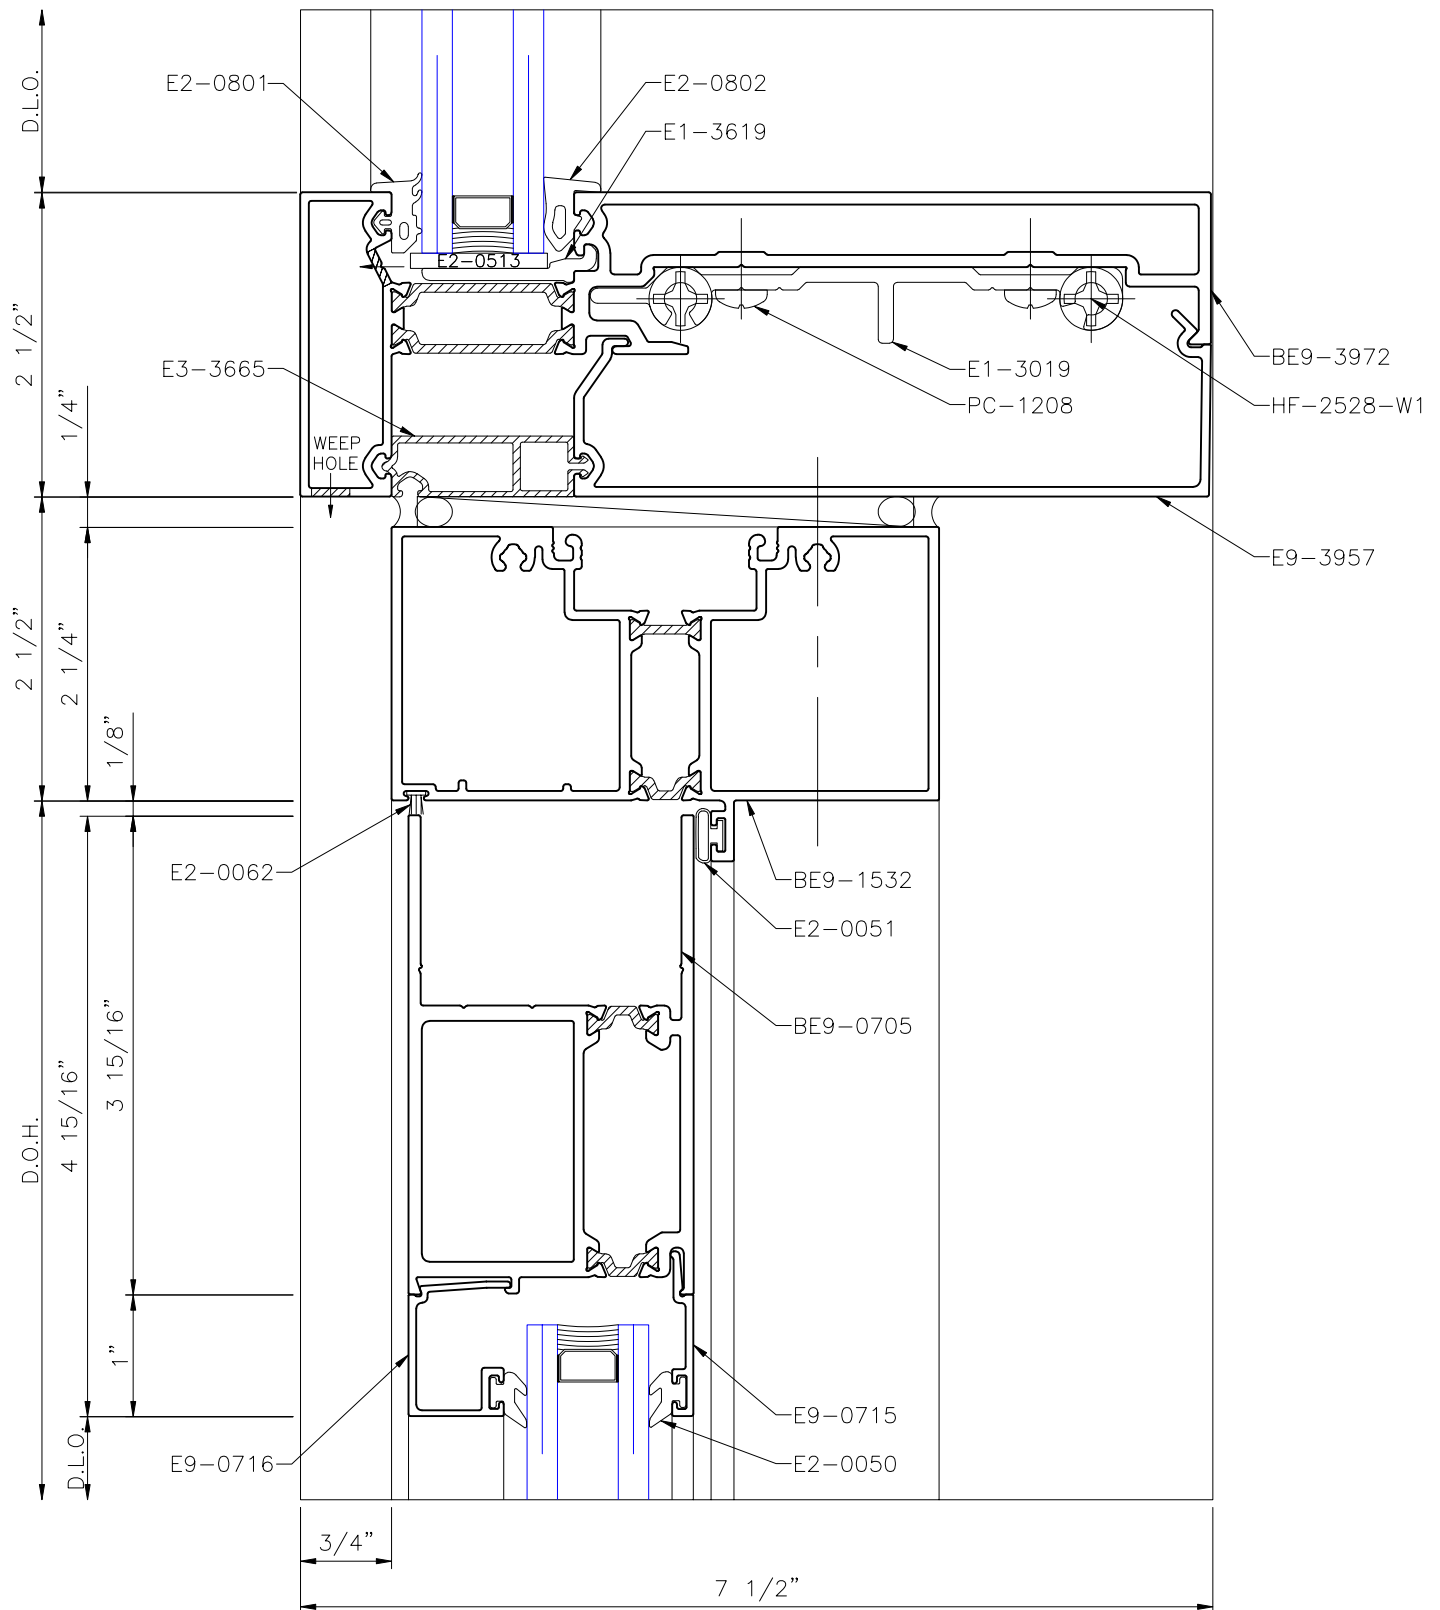 D.L.O.
E2-0801
E2-0802
E1-3619
E2-0513
2 1/2"
1/4"
E3-3665
WEEP
HOLE
E1-3019
PC-1208
BE9-3972
HF-2528-W1
E9-3957
2 1/2"
2 1/4"
1/8"
E2-0062
BE9-1532
E2-0051
BE9-0705
D.O.H.
4 15/16"
3 15/16"
1"
D.L.O.
E9-0716
E9-0715
E2-0050
3/4"
7 1/2"